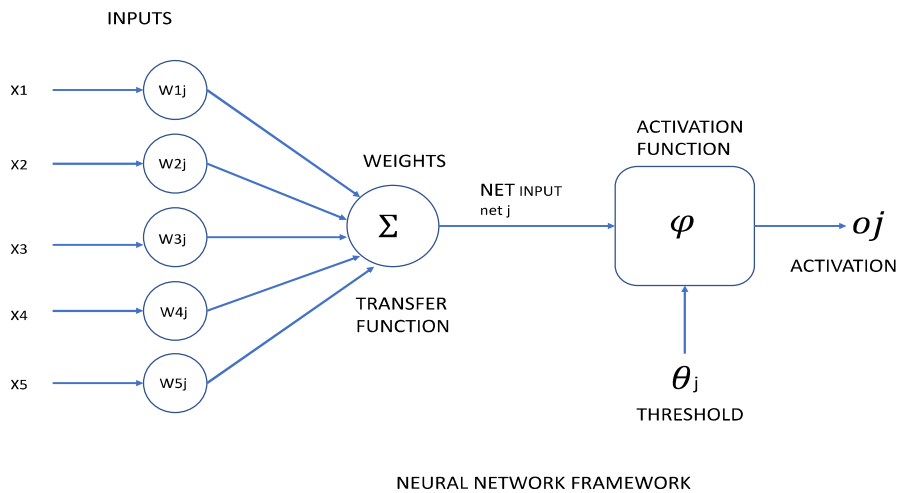 INPUTS
X1
W1j
X2
W2j
X3
W3j
X4
W4j
X5
W5j
WEIGHTS
Σ
TRANSFER
FUNCTION
NET INPUT
net j
ACTIVATION
FUNCTION
φ
oj
ACTIVATION
θ j
THRESHOLD
NEURAL NETWORK FRAMEWORK